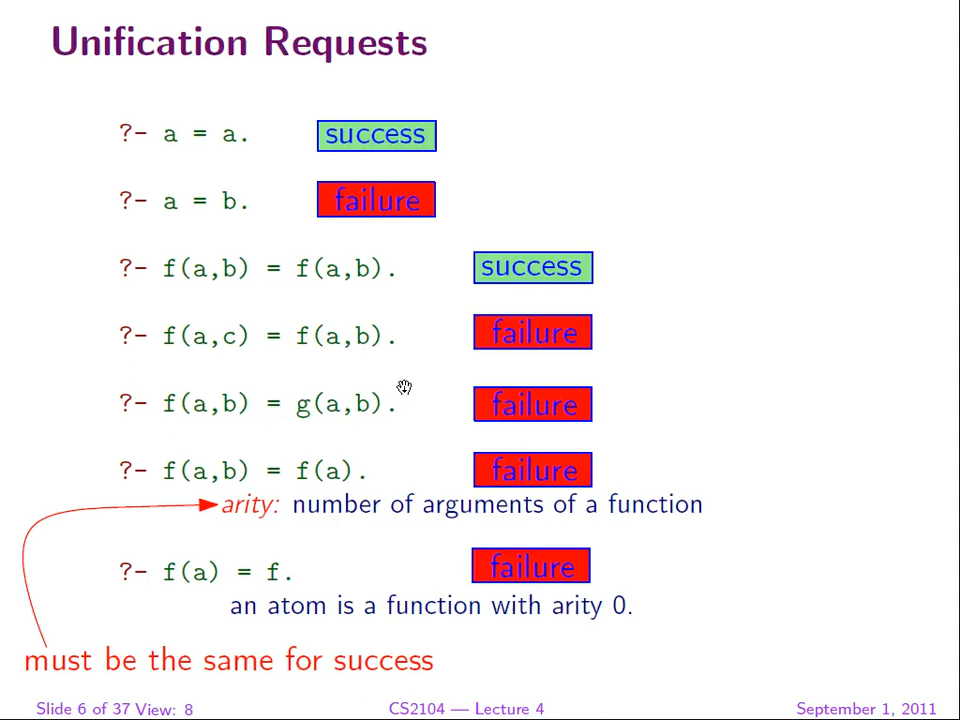 Unification Requests
?- a = a. success
?- a = b. failure
?- f(a,b) = f(a,b). success
?- f(a,c) = f(a,b). failure
?- f(a,b) = g(a,b). failure
?- f(a,b) = f(a). failure
arity: number of arguments of a function
?- f(a) = f. failure
an atom is a function with arity 0.
must be the same for success
Slide 6 of 37 View: 8 CS2104 — Lecture 4 September 1, 2011